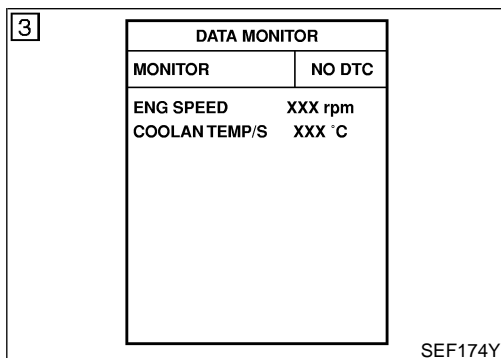 3
DATA MONITOR
MONITOR NO DTC
ENG SPEED XXX rpm
COOLAN TEMP/S XXX °C
SEF174Y